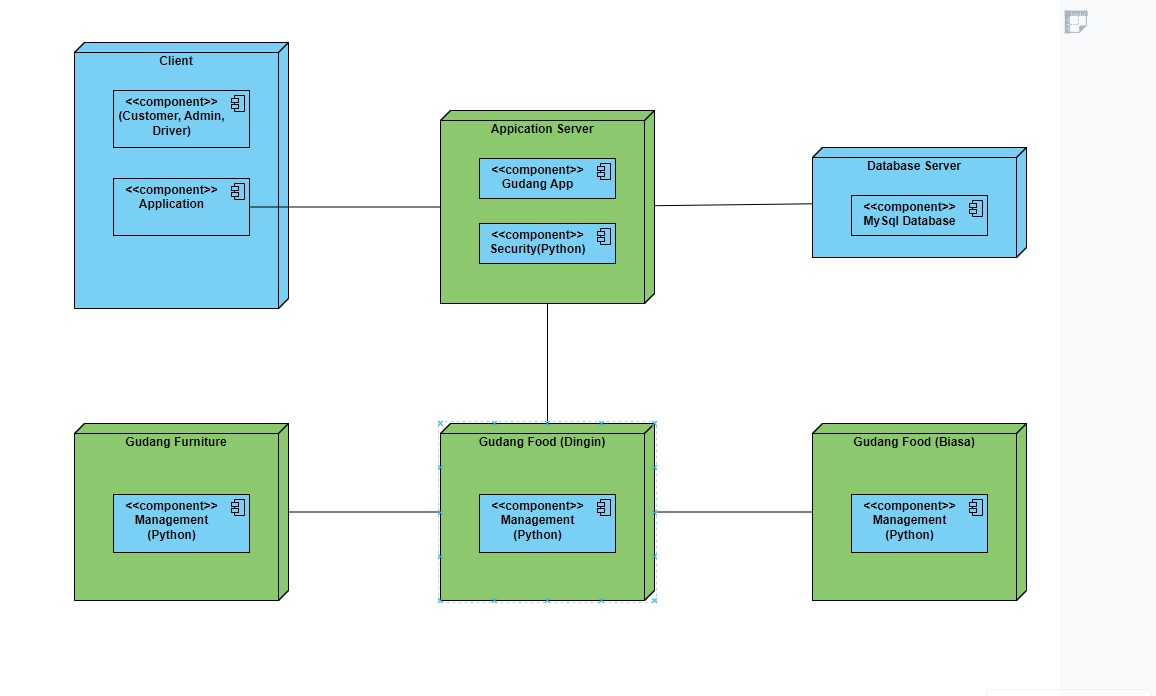 Client
<<component>>
(Customer, Admin,
Driver)
<<component>>
Application
Appication Server
<<component>>
Gudang App
<<component>>
Security(Python)
Database Server
<<component>>
MySql Database
Gudang Furniture
<<component>>
Management
(Python)
Gudang Food (Dingin)
<<component>>
Management
(Python)
Gudang Food (Biasa)
<<component>>
Management
(Python)